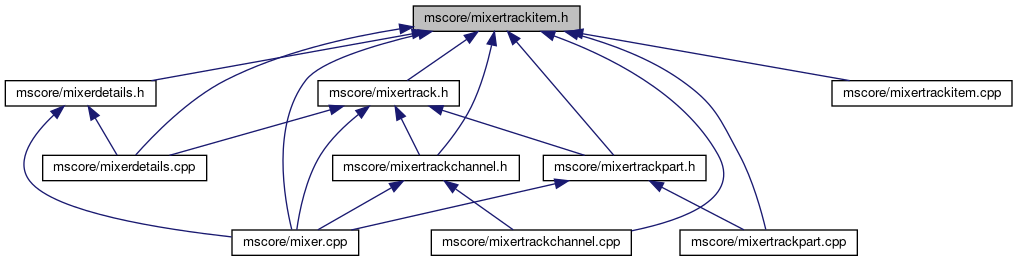 mscore/mixertrackitem.h
mscore/mixerdetails.h
mscore/mixertrack.h
mscore/mixertrackitem.cpp
mscore/mixerdetails.cpp
mscore/mixertrackchannel.h
mscore/mixertrackpart.h
mscore/mixer.cpp
mscore/mixertrackchannel.cpp
mscore/mixertrackpart.cpp